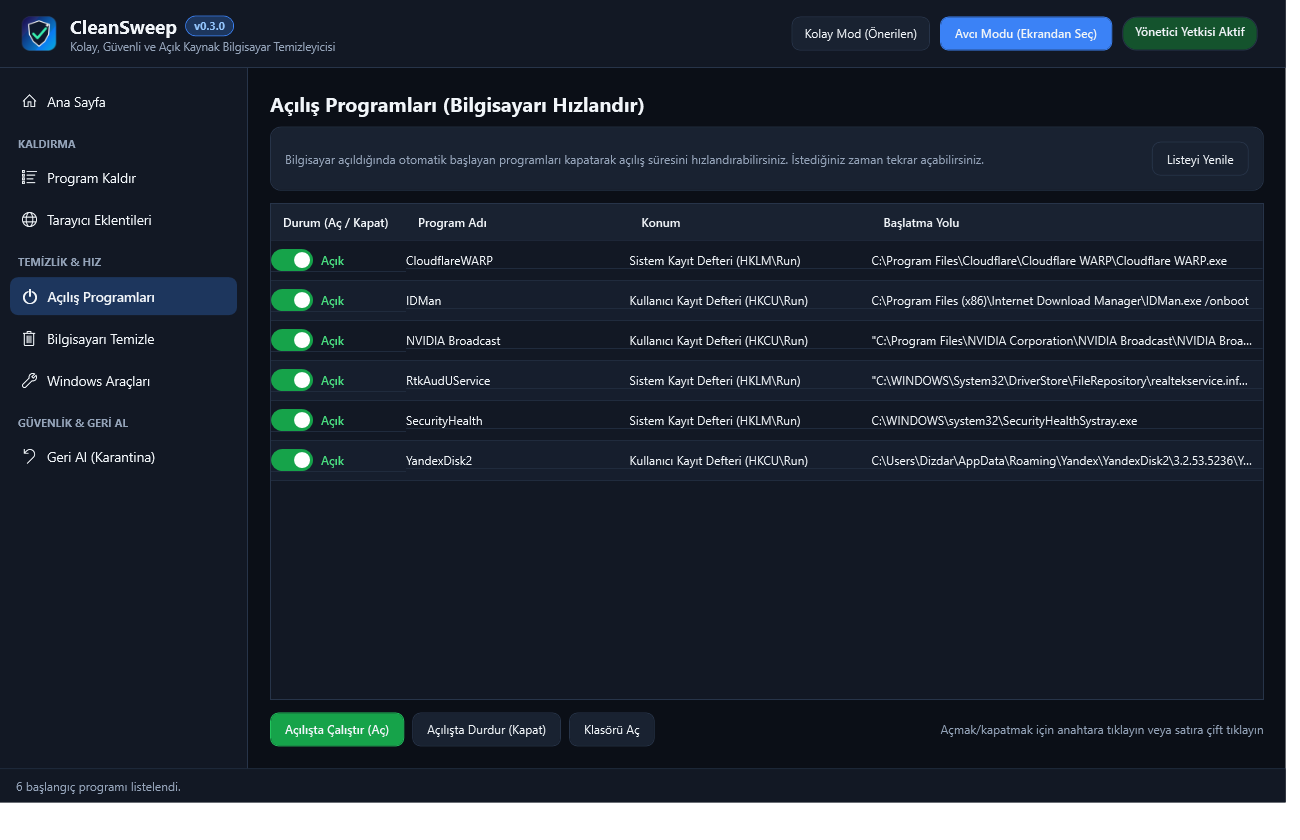 CleanSweep v0.3.0
Kolay, Güvenli ve Açık Kaynak Bilgisayar Temizleyicisi
Kolay Mod (Önerilen) Avcı Modu (Ekrandan Seç) Yönetici Yetkisi Aktif
Ana Sayfa
KALDIRMA
Program Kaldır
Tarayıcı Eklentileri
TEMİZLİK & HIZ
Açılış Programları
Bilgisayarı Temizle
Windows Araçları
GÜVENLİK & GERİ AL
Geri Al (Karantina)
Açılış Programları (Bilgisayarı Hızlandır)
Bilgisayar açıldığında otomatik başlayan programları kapatarak açılış süresini hızlandırabilirsiniz. İstediğiniz zaman tekrar açabilirsiniz. Listeyi Yenile
Durum (Aç / Kapat) Program Adı Konum Başlatma Yolu
Açık CloudflareWARP Sistem Kayıt Defteri (HKLM\Run) C:\Program Files\Cloudflare\Cloudflare WARP\Cloudflare WARP.exe
Açık IDMan Kullanıcı Kayıt Defteri (HKCU\Run) C:\Program Files (x86)\Internet Download Manager\IDMan.exe /onboot
Açık NVIDIA Broadcast Kullanıcı Kayıt Defteri (HKCU\Run) "C:\Program Files\NVIDIA Corporation\NVIDIA Broadcast\NVIDIA Broa...
Açık RtkAudUService Sistem Kayıt Defteri (HKLM\Run) "C:\WINDOWS\System32\DriverStore\FileRepository\realtekservice.inf...
Açık SecurityHealth Sistem Kayıt Defteri (HKLM\Run) C:\WINDOWS\system32\SecurityHealthSystray.exe
Açık YandexDisk2 Kullanıcı Kayıt Defteri (HKCU\Run) C:\Users\Dizdar\AppData\Roaming\Yandex\YandexDisk2\3.2.53.5236\Y...
Açılışta Çalıştır (Aç) Açılışta Durdur (Kapat) Klasörü Aç Açmak/kapatmak için anahtara tıklayın veya satıra çift tıklayın
6 başlangıç programı listelendi.